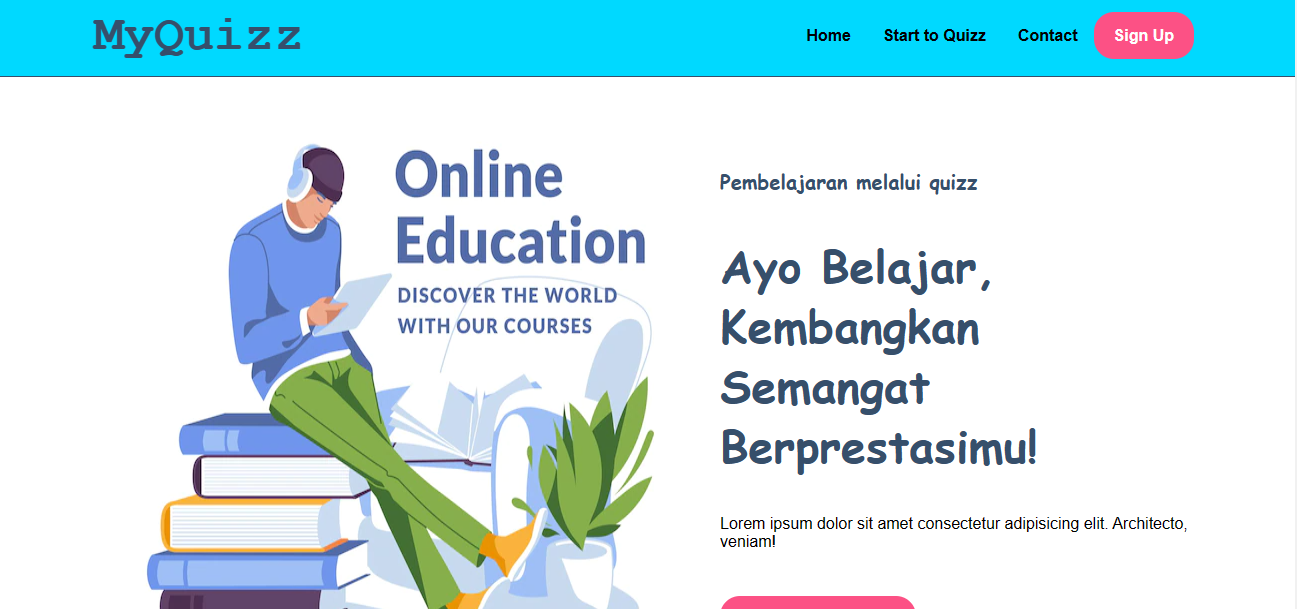 MyQuizz
Home
Start to Quizz
Contact
Sign Up
Online
Education
DISCOVER THE WORLD
WITH OUR COURSES
Pembelajaran melalui quizz
Ayo Belajar,
Kembangkan
Semangat
Berprestasimu!
Lorem ipsum dolor sit amet consectetur adipisicing elit. Architecto,
veniam!